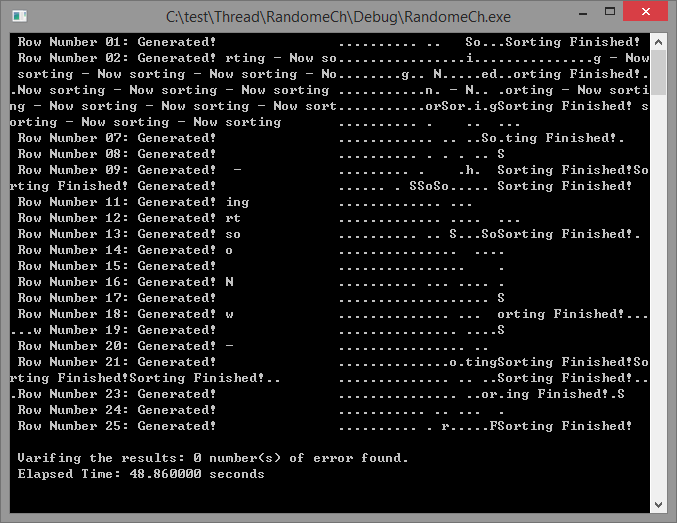 C:\test\Thread\RandomeCh\Debug\RandomeCh.exe
Row Number 01: Generated!               .......... ..   So...Sorting Finished!
Row Number 02: Generated! rting - Now so................i...............g - Now
sorting - Now sorting - Now sorting - No........g.. N.....ed..orting Finished!.
.Now sorting - Now sorting - Now sorting...........n. - N.. .orting - Now sorti
ng - Now sorting - Now sorting - Now sort...........orSor.i.gSorting Finished! s
orting - Now sorting - Now sorting       .......... .  ..  ...
Row Number 07: Generated!               ........... .. ..So.ting Finished!.
Row Number 08: Generated!               .......... . . . .. S
Row Number 09: Generated!  -            .......... .    .h.  Sorting Finished!So
rting Finished! Generated!               ...... . SSoSo..... Sorting Finished!
Row Number 11: Generated! ing           ............. ...
Row Number 12: Generated! rt            ............. ....  ...
Row Number 13: Generated! so            .......... .. S...SoSorting Finished!.
Row Number 14: Generated! o             ..............  ....
Row Number 15: Generated!               ............       .
Row Number 16: Generated! N             .......... ... ... .... .
Row Number 17: Generated!               ................... S
Row Number 18: Generated! w             .............. ...  orting Finished!...
...w Number 19: Generated!               ...................S
Row Number 20: Generated! -             .............. .. ..
Row Number 21: Generated!               ..............o.tingSorting Finished!So
rting Finished!Sorting Finished!..       ............. .. ..Sorting Finished!..
.Row Number 23: Generated!               .............. ..or.ing Finished!.S
Row Number 24: Generated!               .......... .. ...  .
Row Number 25: Generated!               .......... .. . r.....FSorting Finished!
Varifing the results: 0 number(s) of error found.
Elapsed Time: 48.860000 seconds